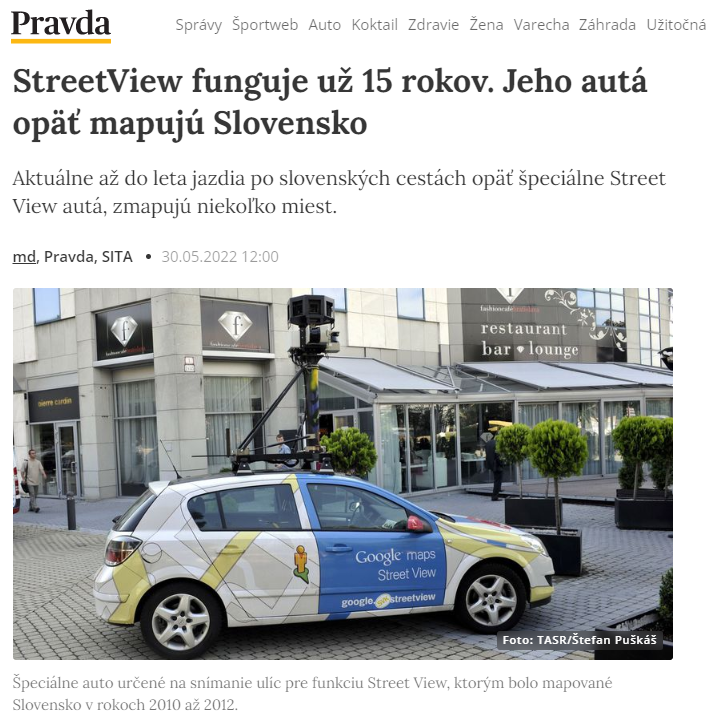 Pravda
Správy Športweb Auto Koktail Zdravie Žena Varecha Záhrada Užitočná
StreetView funguje už 15 rokov. Jeho autá
opäť mapujú Slovensko
Aktuálne až do leta jazdia po slovenských cestách opäť špeciálne Street
View autá, zmapujú niekoľko miest.
md, Pravda, SITA • 30.05.2022 12:00
restaurant
bar lounge
pierre cardin
Google maps
Street View
google streetview
Foto: TASR/Štefan Puškáš
Špeciálne auto určené na snímanie ulíc pre funkciu Street View, ktorým bolo mapované
Slovensko v rokoch 2010 až 2012.